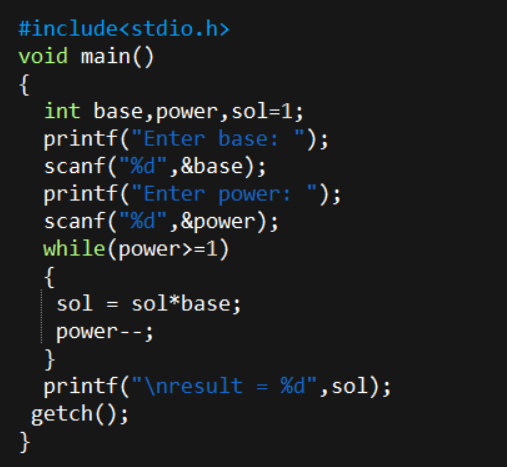 #include<stdio.h>
void main()
{
int base,power,sol=1;
printf("Enter base: ");
scanf("%d",&base);
printf("Enter power: ");
scanf("%d",&power);
while(power>=1)
{
sol = sol*base;
power--;
}
printf("\nresult = %d",sol);
getch();
}